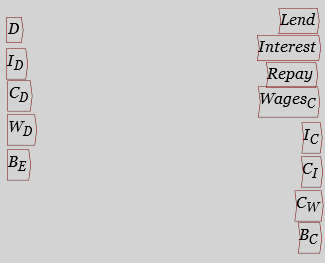 D
I_D
C_D
W_D
B_E
Lend
Interest
Repay
Wages_C
I_C
C_I
C_W
B_C